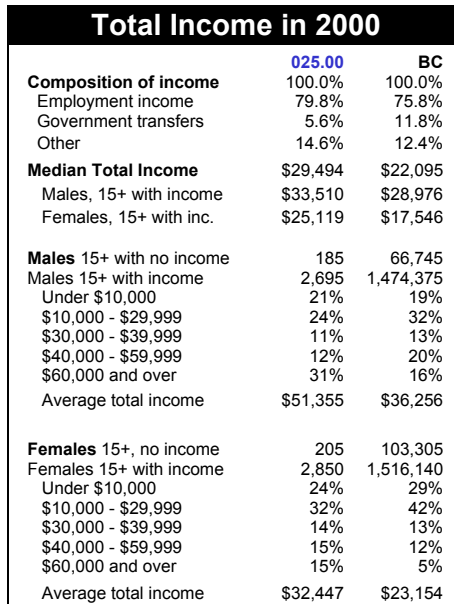 Total Income in 2000
025.00 BC
Composition of income 100.0% 100.0%
Employment income 79.8% 75.8%
Government transfers 5.6% 11.8%
Other 14.6% 12.4%
Median Total Income $29,494 $22,095
Males, 15+ with income $33,510 $28,976
Females, 15+ with inc. $25,119 $17,546
Males 15+ with no income 185 66,745
Males 15+ with income 2,695 1,474,375
Under $10,000 21% 19%
$10,000 - $29,999 24% 32%
$30,000 - $39,999 11% 13%
$40,000 - $59,999 12% 20%
$60,000 and over 31% 16%
Average total income $51,355 $36,256
Females 15+, no income 205 103,305
Females 15+ with income 2,850 1,516,140
Under $10,000 24% 29%
$10,000 - $29,999 32% 42%
$30,000 - $39,999 14% 13%
$40,000 - $59,999 15% 12%
$60,000 and over 15% 5%
Average total income $32,447 $23,154